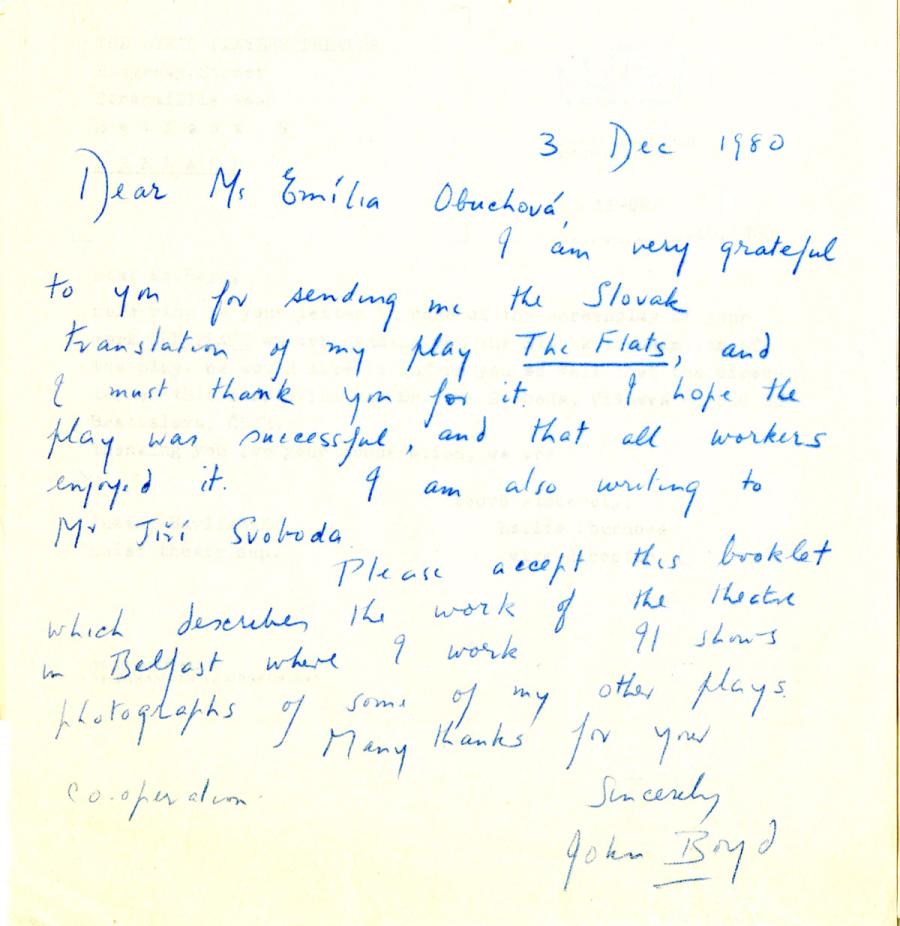 3 Dec 1980
Dear Ms Emília Obuchová,
I am very grateful
to you for sending me the Slovak
translation of my play The Flats, and
I must thank you for it. I hope the
play was successful, and that all workers
enjoyed it. I am also writing to
Mr Jiři Svoboda.
Please accept this booklet
which describes the work of the theatre
in Belfast where I work. It shows
photographs of some of my other plays.
Many thanks for your
co-operation.
Sincerely
John Boyd